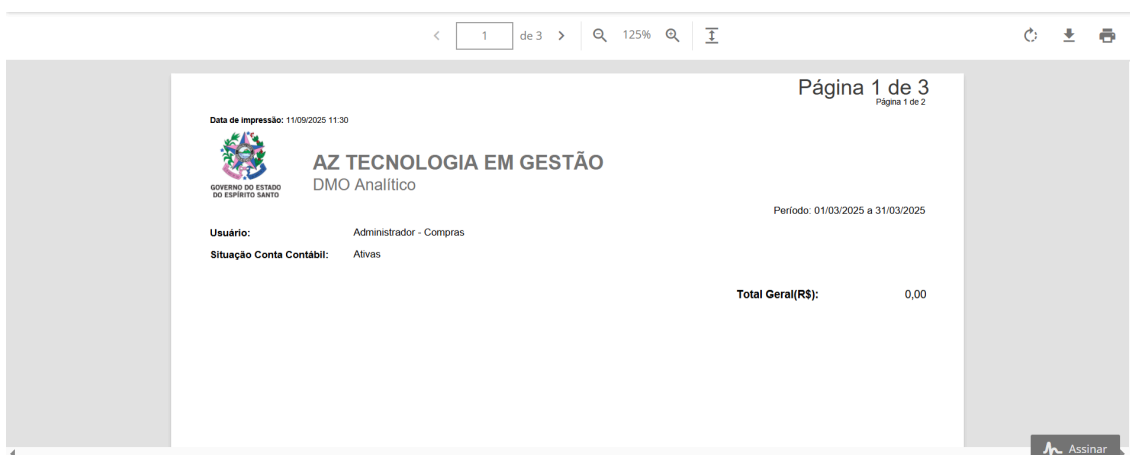 1 de 3 125%
Página 1 de 3
Página 1 de 2
Data de impressão: 11/09/2025 11:30
GOVERNO DO ESTADO
DO ESPÍRITO SANTO
AZ TECNOLOGIA EM GESTÃO
DMO Analítico
Período: 01/03/2025 a 31/03/2025
Usuário: Administrador - Compras
Situação Conta Contábil: Ativas
Total Geral(R$): 0,00
Assinar